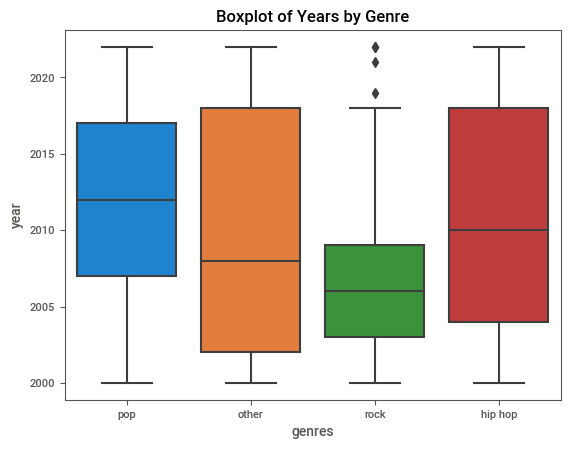 Boxplot of Years by Genre
year
2020
2015
2010
2005
2000
pop other rock hip hop
genres